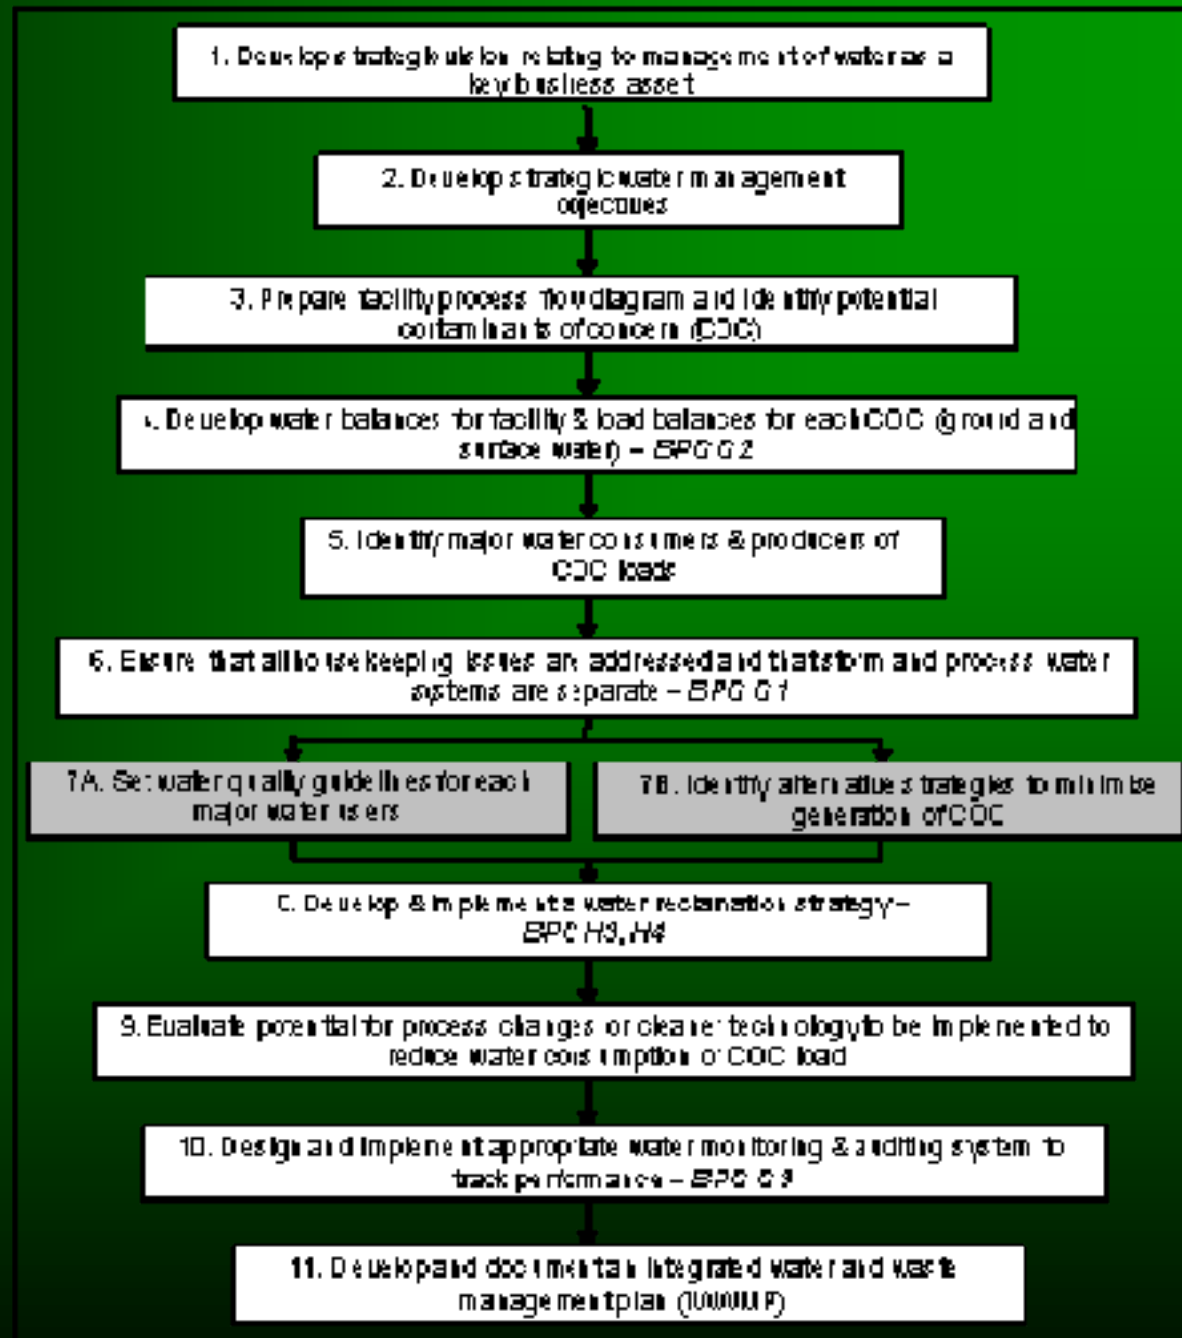 1. Develop strategic vision relating to management of water as a
key business asset
2. Develop strategic water management
objectives
3. Prepare facility process flow diagram and identify potential
contaminants of concern (COC)
4. Develop water balances for facility & load balances for each COC (ground and
surface water) – BPG G2
5. Identify major water consumers & producers of
COC loads
6. Ensure that all housekeeping issues are addressed and that storm and process water
systems are separate – BPG G1
7A. Set water quality guidelines for each
major water users
7B. Identify alternative strategies to minimise
generation of COC
8. Develop & implement a water reclamation strategy –
BPG H3, H4
9. Evaluate potential for process changes or cleaner technology to be implemented to
reduce water consumption or COC load
10. Design and implement appropriate water monitoring & auditing system to
track performance – BPG G3
11. Develop and document an integrated water and waste
management plan (IWWMP)